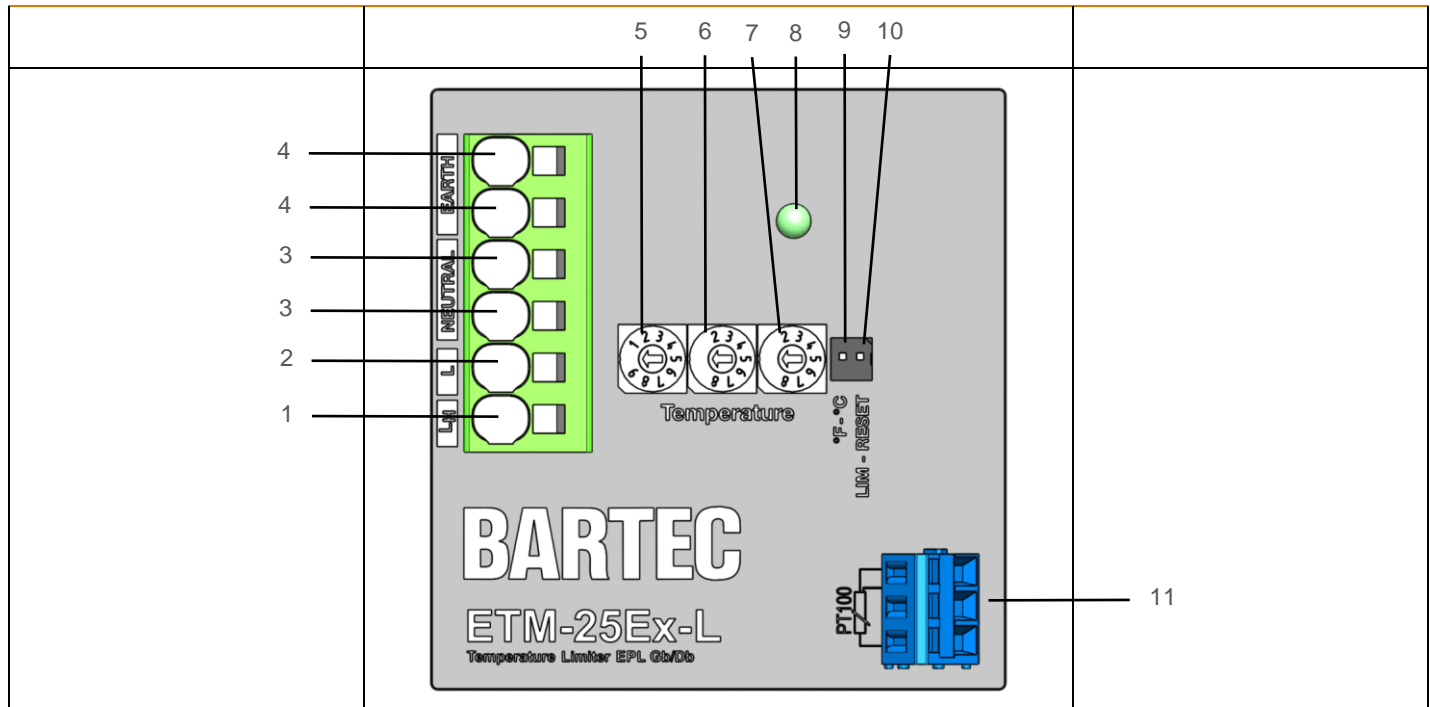 5 6 7 8 9 10
4
4
3
3
2
1
EARTH
NEUTRAL
L
LH
1 2 3 4 5 6 7 8 9
2 3 4 5 6 7 8
2 3 4 5 6 7 8
Temperature
°F - °C
LIM - RESET
BARTEC
ETM-25Ex-L
Temperature Limiter EPL Gb/Db
PT100
11